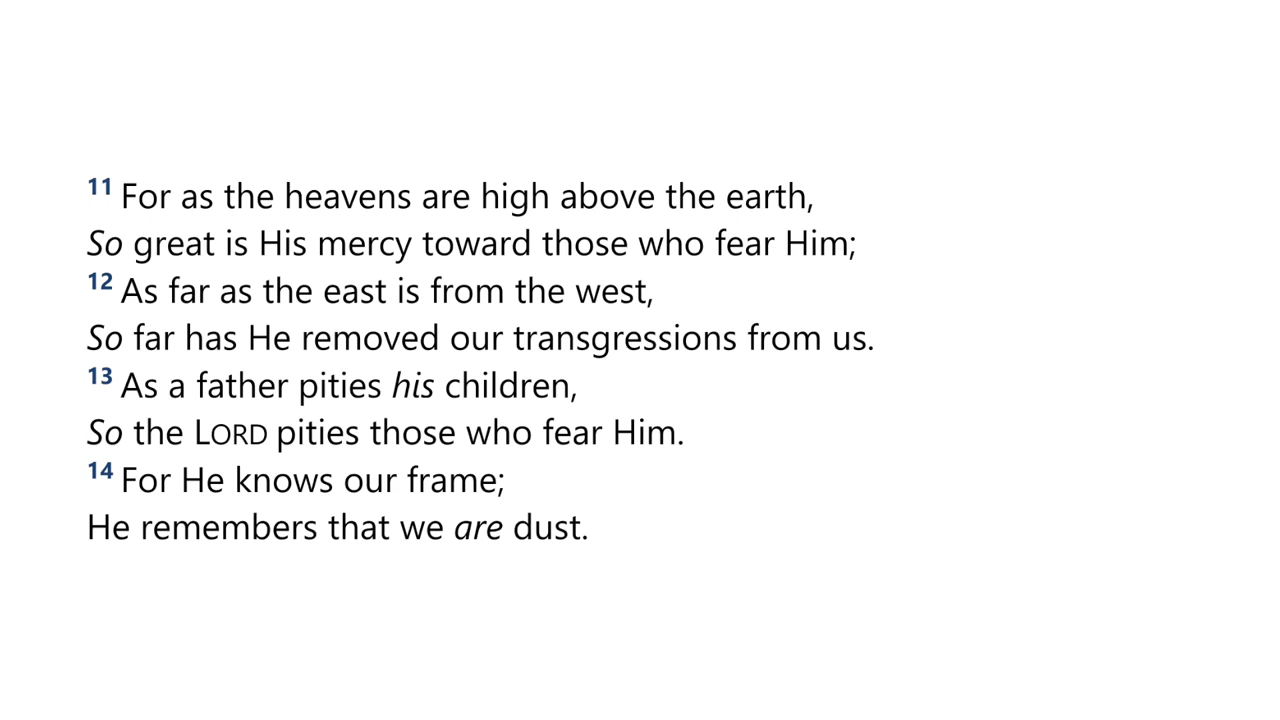 11 For as the heavens are high above the earth,
So great is His mercy toward those who fear Him;
12 As far as the east is from the west,
So far has He removed our transgressions from us.
13 As a father pities his children,
So the LORD pities those who fear Him.
14 For He knows our frame;
He remembers that we are dust.